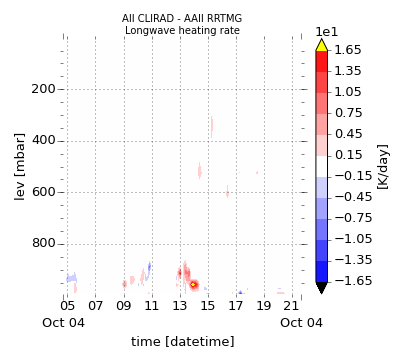 All CLIRAD - AAll RRTMG
Longwave heating rate
1e1
1.65
1.35
1.05
0.75
0.45
0.15
−0.15
−0.45
−0.75
−1.05
−1.35
−1.65
[K/day]
lev [mbar]
200
400
600
800
05 07 09 11 13 15 17 19 21
Oct 04 Oct 04
time [datetime]